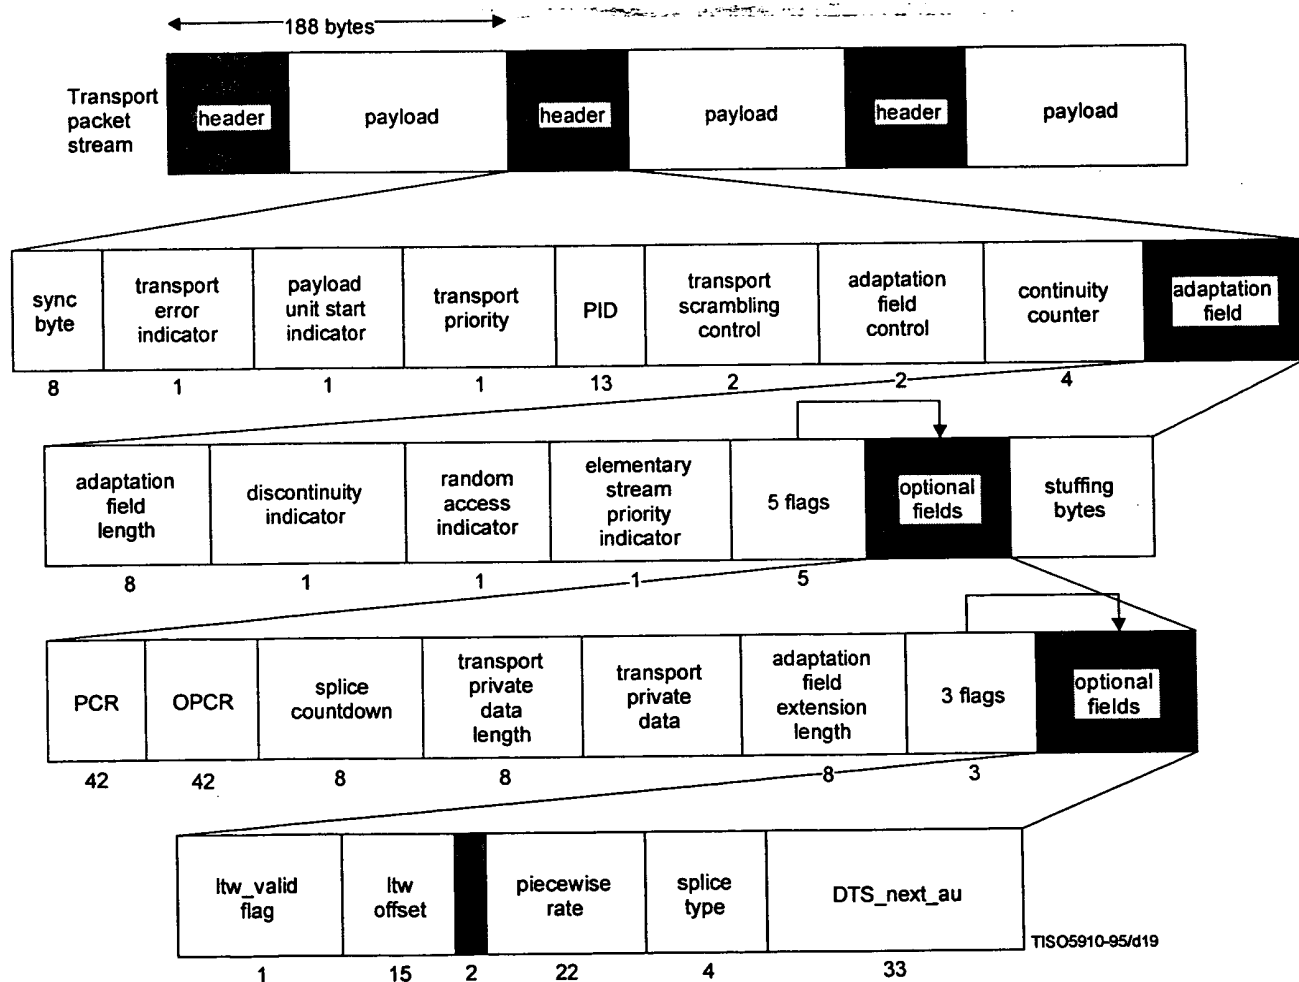 188 bytes
Transport
packet
stream
header
payload
header
payload
header
payload
sync
byte
transport
error
indicator
payload
unit start
indicator
transport
priority
PID
transport
scrambling
control
adaptation
field
control
continuity
counter
adaptation
field
8
1
1
1
13
2
2
4
adaptation
field
length
discontinuity
indicator
random
access
indicator
elementary
stream
priority
indicator
5 flags
optional
fields
stuffing
bytes
8
1
1
1
5
PCR
OPCR
splice
countdown
transport
private
data
length
transport
private
data
adaptation
field
extension
length
3 flags
optional
fields
42
42
8
8
8
3
ltw_valid
flag
ltw
offset
piecewise
rate
splice
type
DTS_next_au
TISO5910-95/d19
1
15
2
22
4
33